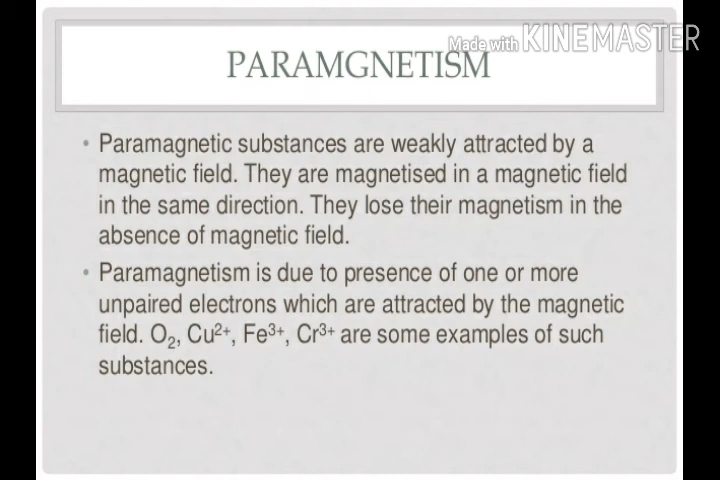 Made with KINEMASTER
PARAMGNETISM
• Paramagnetic substances are weakly attracted by a
magnetic field. They are magnetised in a magnetic field
in the same direction. They lose their magnetism in the
absence of magnetic field.
• Paramagnetism is due to presence of one or more
unpaired electrons which are attracted by the magnetic
field. O₂, Cu²⁺, Fe³⁺, Cr³⁺ are some examples of such
substances.